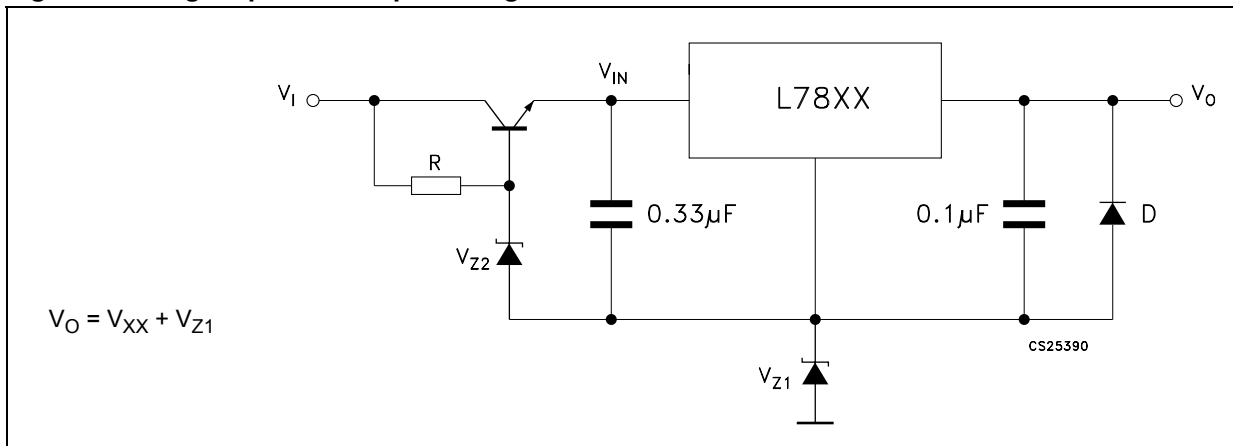 V_IN
L78XX
V_I
V_O
R
0.33µF
0.1µF
D
V_Z2
V_O = V_XX + V_Z1
CS25390
V_Z1